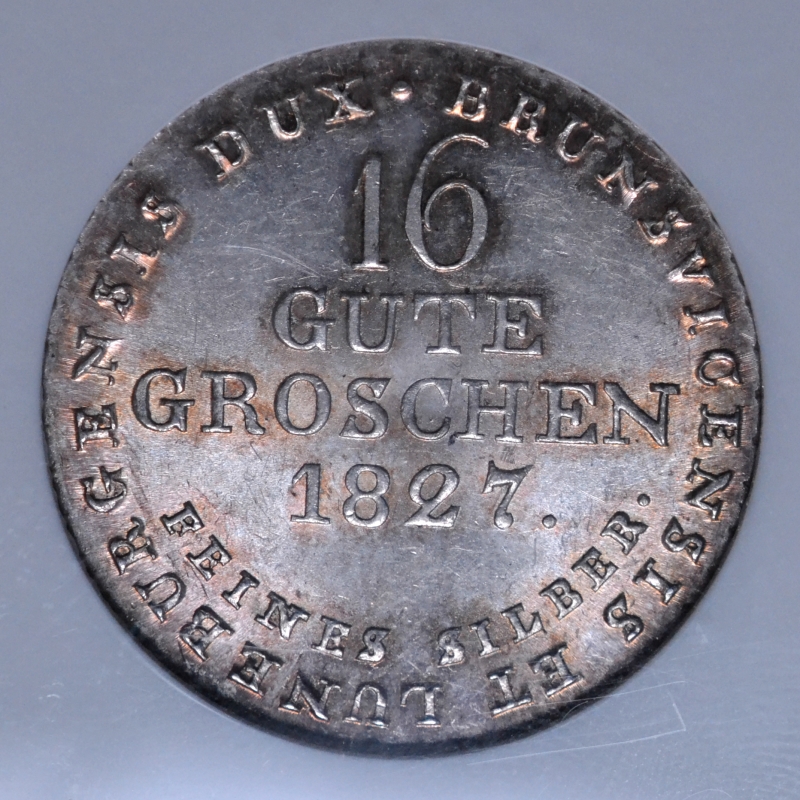 BRUNSVICENSIS ET LUNEBURGENSIS DUX •
16
GUTE
GROSCHEN
1827.
FEINES SILBER.